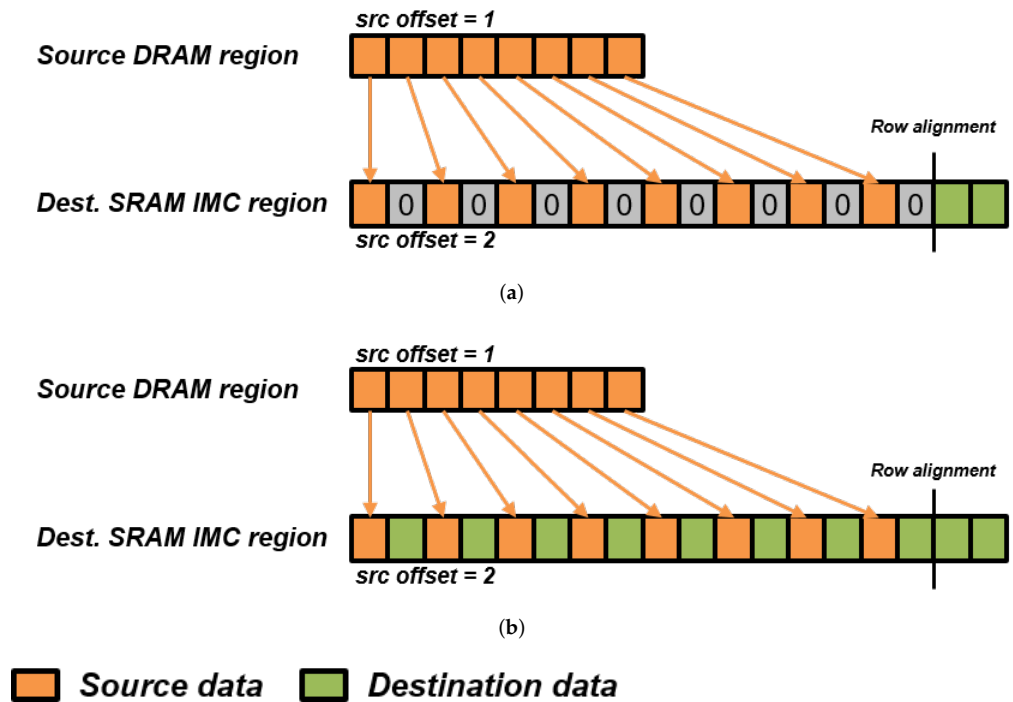 src offset = 1
Source DRAM region
Row alignment
Dest. SRAM IMC region
0 0 0 0 0 0 0 0
src offset = 2
(a)
src offset = 1
Source DRAM region
Row alignment
Dest. SRAM IMC region
src offset = 2
(b)
Source data Destination data